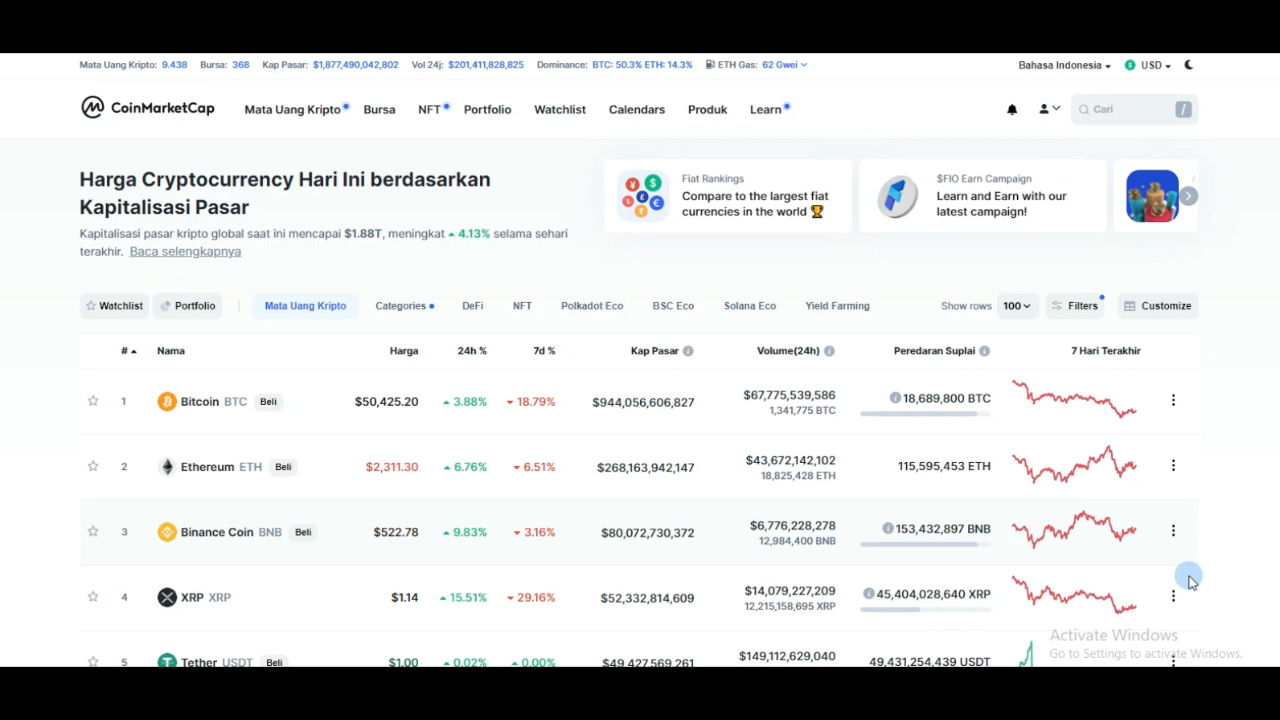 Mata Uang Kripto: 9.438 Bursa: 368 Kap Pasar: $1,877,490,042,802 Vol 24j: $201,411,828,825 Dominance: BTC: 50.3% ETH: 14.3% ETH Gas: 62 Gwei Bahasa Indonesia USD
CoinMarketCap Mata Uang Kripto Bursa NFT Portfolio Watchlist Calendars Produk Learn Cari /
Harga Cryptocurrency Hari Ini berdasarkan
Kapitalisasi Pasar
Kapitalisasi pasar kripto global saat ini mencapai $1.88T, meningkat 4.13% selama sehari
terakhir. Baca selengkapnya
Fiat Rankings
Compare to the largest fiat
currencies in the world
$FIO Earn Campaign
Learn and Earn with our
latest campaign!
Watchlist Portfolio Mata Uang Kripto Categories DeFi NFT Polkadot Eco BSC Eco Solana Eco Yield Farming Show rows 100 Filters Customize
# Nama Harga 24h % 7d % Kap Pasar Volume(24h) Peredaran Suplai 7 Hari Terakhir
1 Bitcoin BTC Beli $50,425.20 3.88% 18.79% $944,056,606,827 $67,775,539,586 18,689,800 BTC
1,341,775 BTC
2 Ethereum ETH Beli $2,311.30 6.76% 6.51% $268,163,942,147 $43,672,142,102 115,595,453 ETH
18,825,428 ETH
3 Binance Coin BNB Beli $522.78 9.83% 3.16% $80,072,730,372 $6,776,228,278 153,432,897 BNB
12,984,400 BNB
4 XRP XRP $1.14 15.51% 29.16% $52,332,814,609 $14,079,227,209 45,404,028,640 XRP
12,215,158,695 XRP
5 Tether USDT Beli $1.00 0.02% 0.00% $49,427,569,261 $149,112,629,040 49,431,254,439 USDT
Activate Windows
Go to Settings to activate Windows.